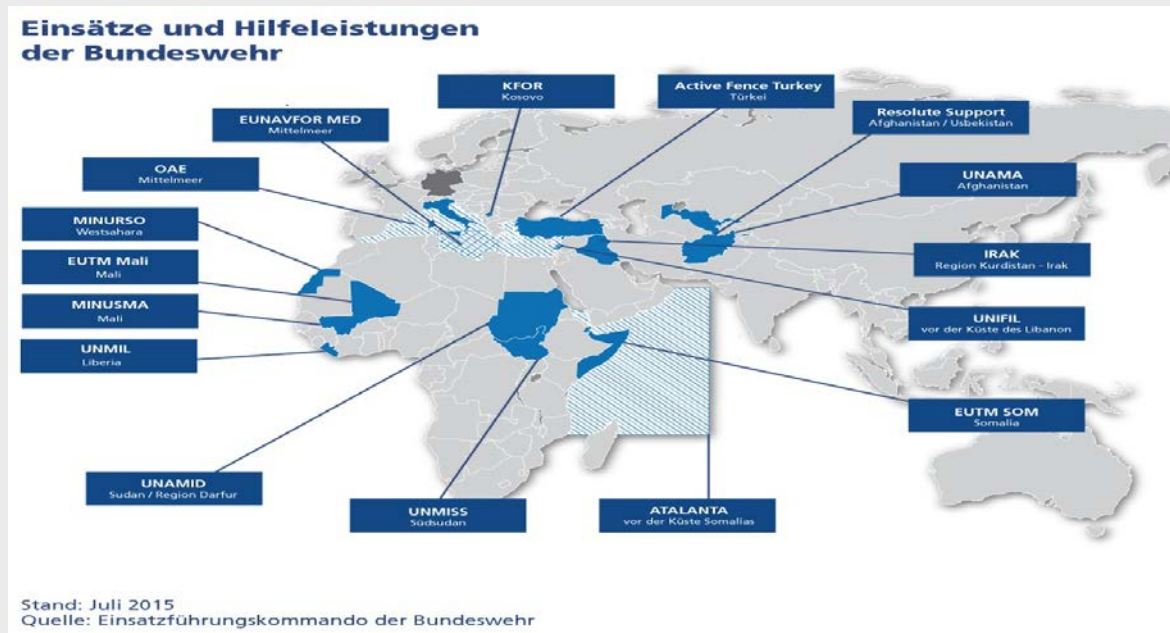 Einsätze und Hilfeleistungen
der Bundeswehr
KFOR
Kosovo
Active Fence Turkey
Türkei
EUNAVFOR MED
Mittelmeer
Resolute Support
Afghanistan / Usbekistan
OAE
Mittelmeer
UNAMA
Afghanistan
MINURSO
Westsahara
IRAK
Region Kurdistan - Irak
EUTM Mali
Mali
MINUSMA
Mali
UNIFIL
vor der Küste des Libanon
UNMIL
Liberia
EUTM SOM
Somalia
UNAMID
Sudan / Region Darfur
UNMISS
Südsudan
ATALANTA
vor der Küste Somalias
Stand: Juli 2015
Quelle: Einsatzführungskommando der Bundeswehr